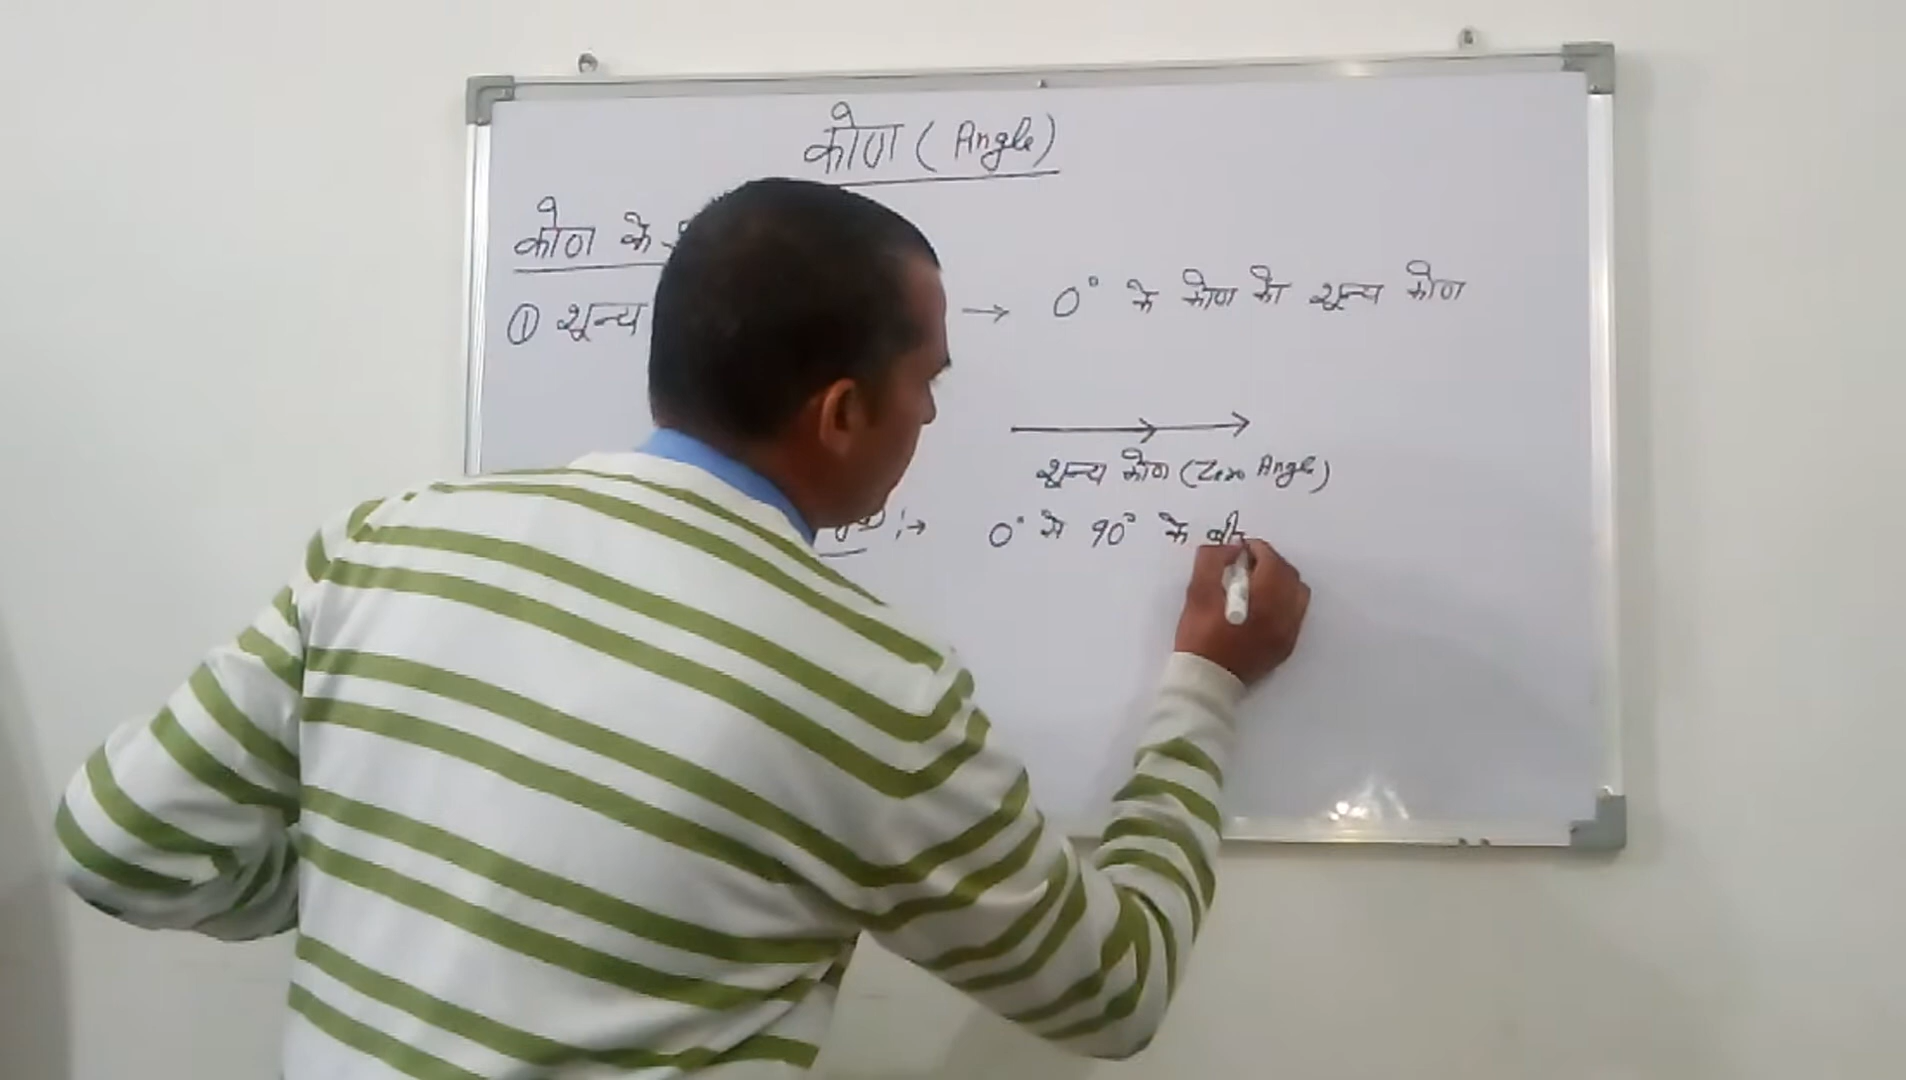 कोण ( Angle )
कोण के
① शून्य → 0° के कोण को शून्य कोण
शून्य कोण (Zero Angle)
:→ 0° से 90° के